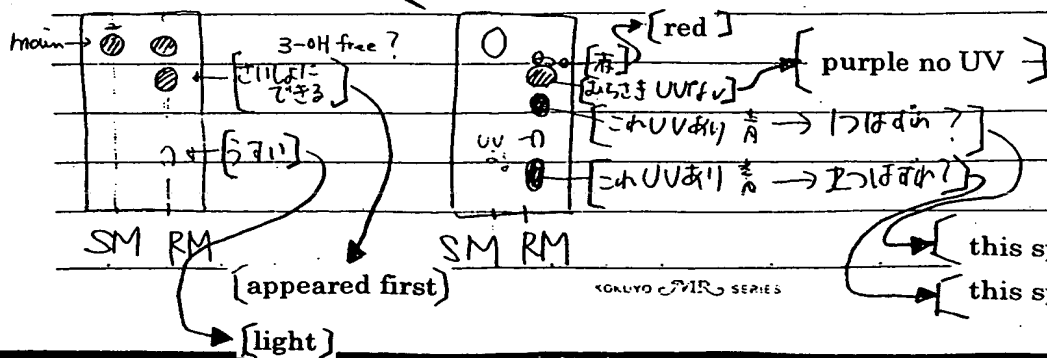 main
3-OH free?
[さいしょに
できる]
[うすい]
SM RM
[appeared first]
[light]
[red]
[赤]
[むらさき UVなし]
[purple no UV]
[これUVあり 青 → 1つはずれ?]
UV
[これUVあり 青 → 2つはずれ?]
SM RM
[this s
[this s
KOKUYO SERIES